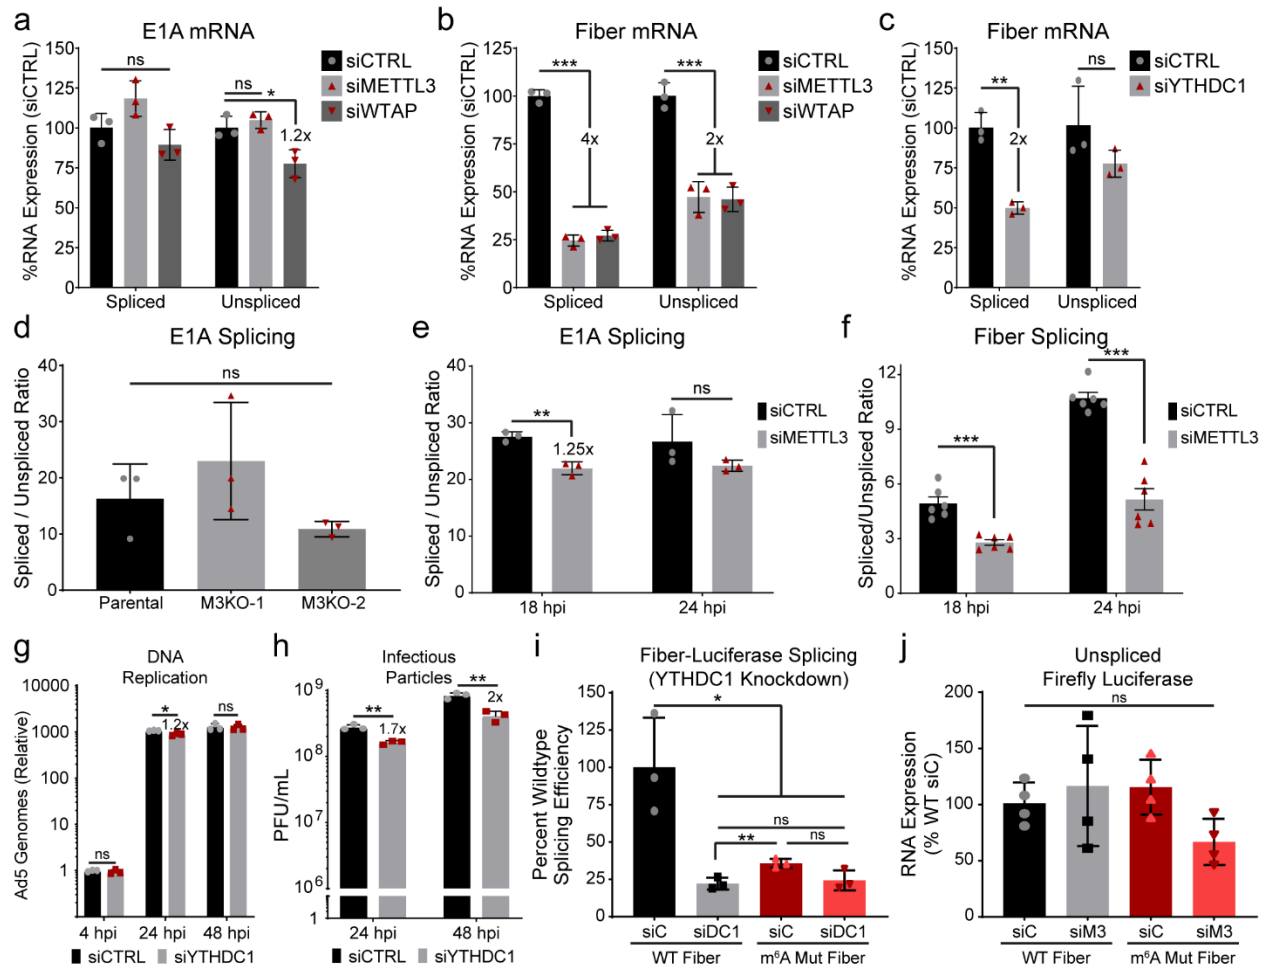 a
E1A mRNA
%RNA Expression (siCTRL)
150
125
100
75
50
25
0
ns
ns
*
1.2x
Spliced
Unspliced
siCTRL
siMETTL3
siWTAP
b
Fiber mRNA
%RNA Expression (siCTRL)
125
100
75
50
25
0
***
4x
***
2x
Spliced
Unspliced
siCTRL
siMETTL3
siWTAP
c
Fiber mRNA
%RNA Expression (siCTRL)
150
125
100
75
50
25
0
**
2x
ns
Spliced
Unspliced
siCTRL
siYTHDC1
d
E1A Splicing
Spliced / Unspliced Ratio
40
30
20
10
0
ns
Parental
M3KO-1
M3KO-2
e
E1A Splicing
Spliced / Unspliced Ratio
40
30
20
10
0
**
1.25x
ns
18 hpi
24 hpi
siCTRL
siMETTL3
f
Fiber Splicing
Spliced/Unspliced Ratio
12
9
6
3
0
***
***
18 hpi
24 hpi
siCTRL
siMETTL3
g
DNA
Replication
Ad5 Genomes (Relative)
10000
1000
100
10
1
ns
*
1.2x
ns
4 hpi
24 hpi
48 hpi
siCTRL
siYTHDC1
h
Infectious
Particles
PFU/mL
10⁹
10⁸
10⁷
10⁶
1
**
1.7x
**
2x
24 hpi
48 hpi
siCTRL
siYTHDC1
i
Fiber-Luciferase Splicing
(YTHDC1 Knockdown)
Percent Wildtype
Splicing Efficiency
150
125
100
75
50
25
0
*
ns
**
ns
siC
siDC1
siC
siDC1
WT Fiber
m⁶A Mut Fiber
j
Unspliced
Firefly Luciferase
RNA Expression
(% WT siC)
200
150
100
50
0
ns
siC
siM3
siC
siM3
WT Fiber
m⁶A Mut Fiber